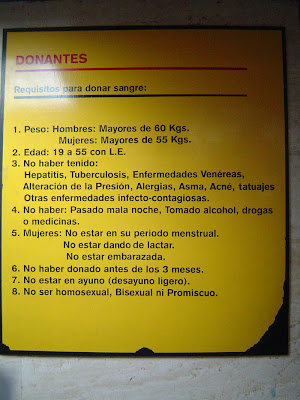 DONANTES
Requisitos para donar sangre:
1. Peso: Hombres: Mayores de 60 Kgs.
Mujeres: Mayores de 55 Kgs.
2. Edad: 19 a 55 con L.E.
3. No haber tenido:
Hepatitis, Tuberculosis, Enfermedades Venéreas,
Alteración de la Presión, Alergias, Asma, Acné, tatuajes
Otras enfermedades infecto-contagiosas.
4. No haber: Pasado mala noche, Tomado alcohol, drogas
o medicinas.
5. Mujeres: No estar en su periodo menstrual.
No estar dando de lactar.
No estar embarazada.
6. No haber donado antes de los 3 meses.
7. No estar en ayuno (desayuno ligero).
8. No ser homosexual, Bisexual ni Promiscuo.